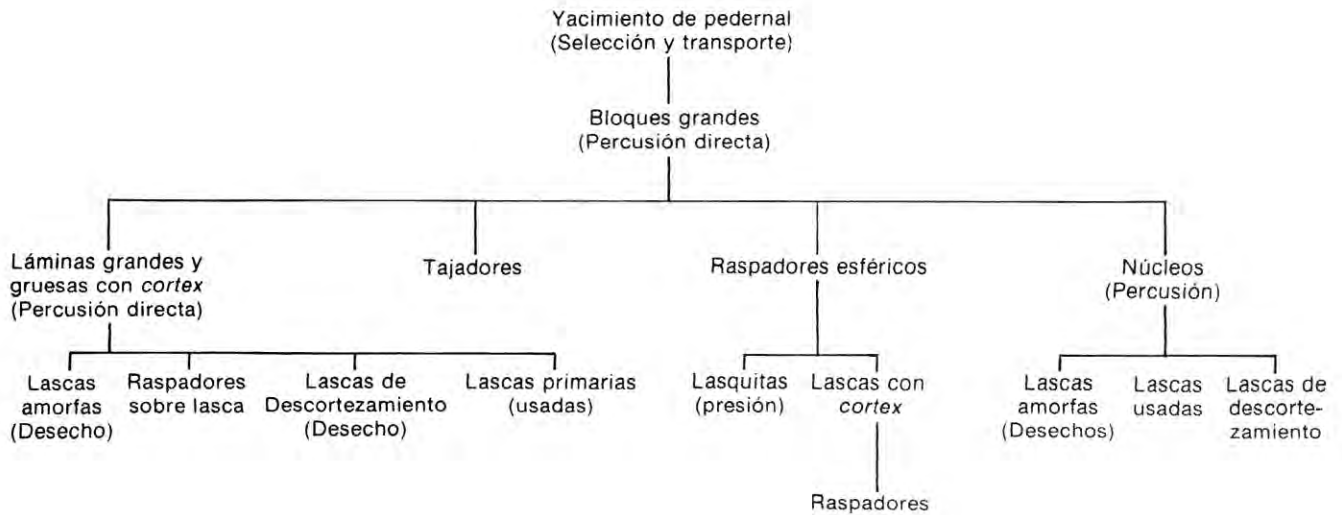 Yacimiento de pedernal
(Selección y transporte)
Bloques grandes
(Percusión directa)
Láminas grandes y
gruesas con cortex
(Percusión directa)
Tajadores
Raspadores esféricos
Núcleos
(Percusión)
Lascas
amorfas
(Desecho)
Raspadores
sobre lasca
Lascas de
Descortezamiento
(Desecho)
Lascas primarias
(usadas)
Lasquitas
(presión)
Lascas con
cortex
Lascas
amorfas
(Desechos)
Lascas
usadas
Lascas de
descorte-
zamiento
Raspadores